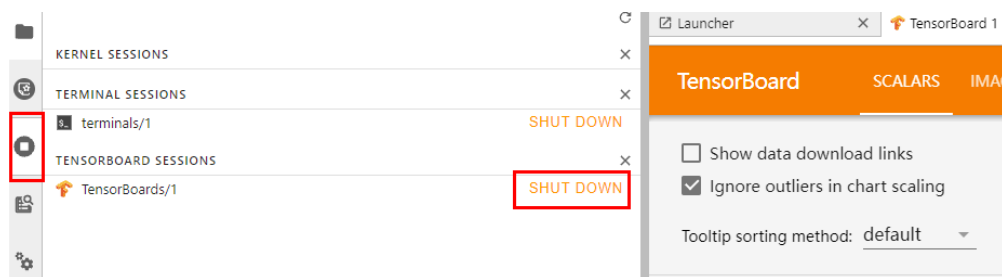 KERNEL SESSIONS
TERMINAL SESSIONS
terminals/1 SHUT DOWN
TENSORBOARD SESSIONS
TensorBoards/1 SHUT DOWN
Launcher TensorBoard 1
TensorBoard SCALARS IMA
Show data download links
Ignore outliers in chart scaling
Tooltip sorting method: default